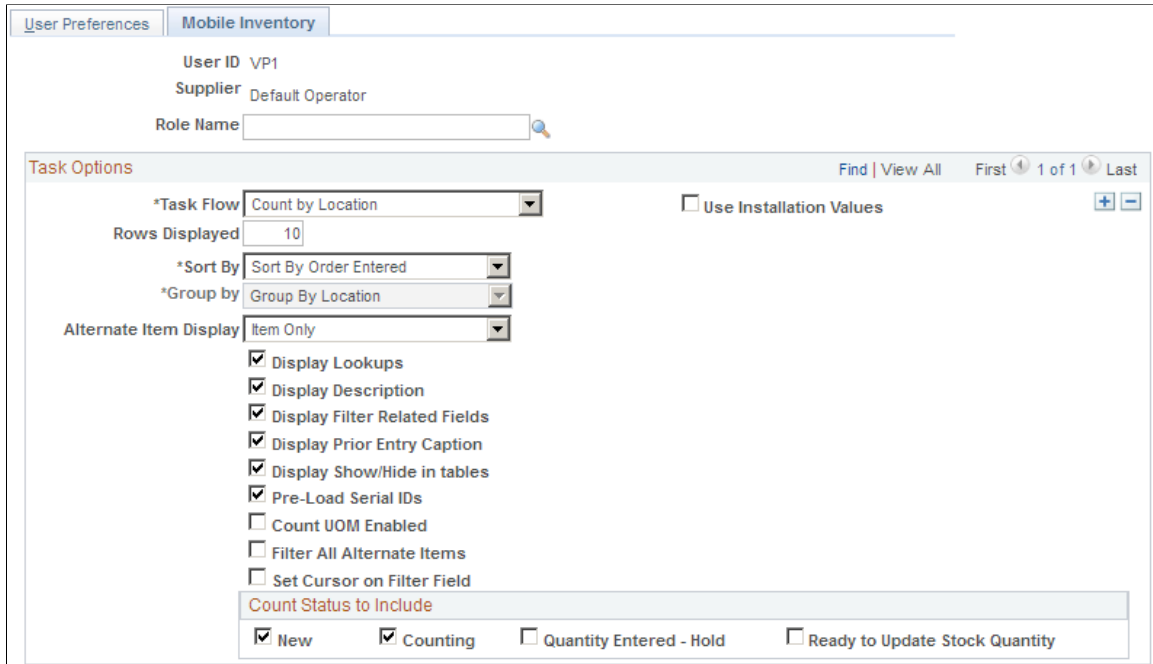 User Preferences Mobile Inventory
User ID VP1
Supplier Default Operator
Role Name
Task Options Find | View All First 1 of 1 Last
*Task Flow Count by Location Use Installation Values
Rows Displayed 10
*Sort By Sort By Order Entered
*Group by Group By Location
Alternate Item Display Item Only
Display Lookups
Display Description
Display Filter Related Fields
Display Prior Entry Caption
Display Show/Hide in tables
Pre-Load Serial IDs
Count UOM Enabled
Filter All Alternate Items
Set Cursor on Filter Field
Count Status to Include
New Counting Quantity Entered - Hold Ready to Update Stock Quantity